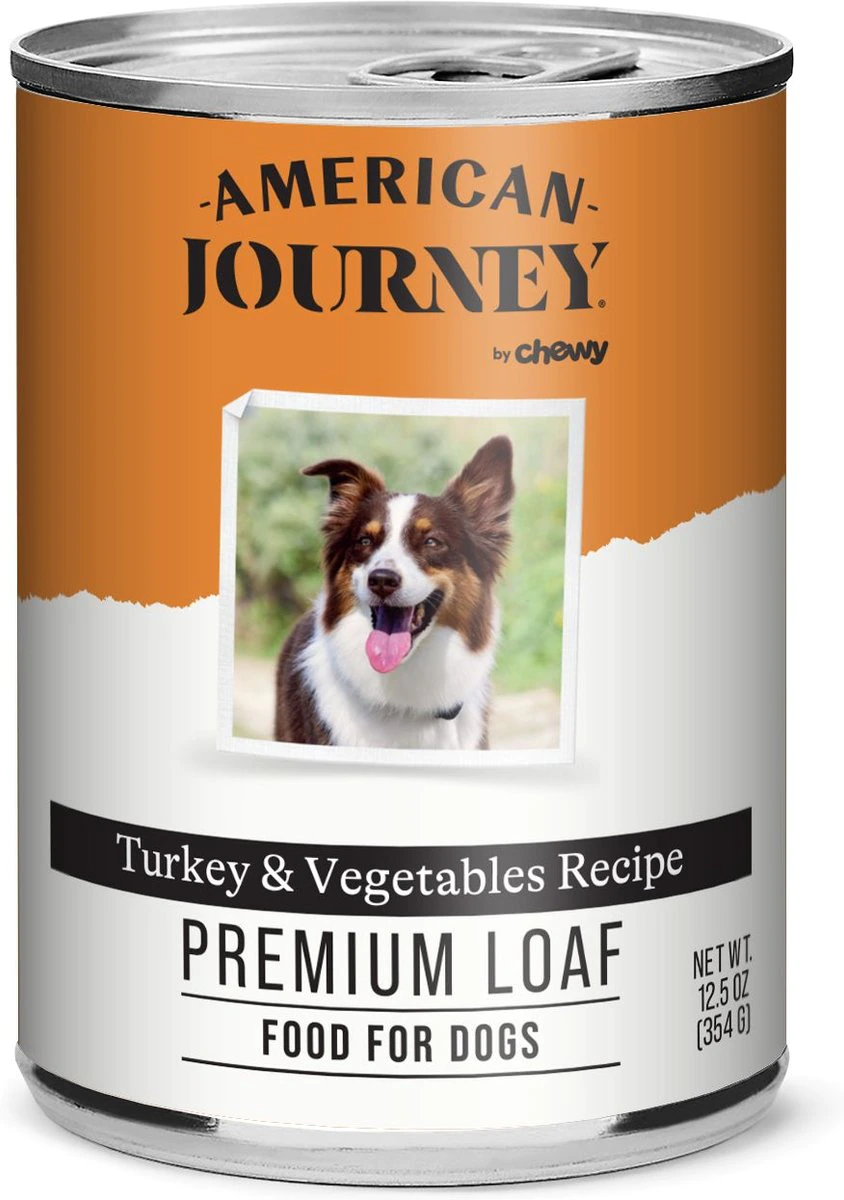 -AMERICAN-
JOURNEY®
by chewy
Turkey & Vegetables Recipe
PREMIUM LOAF
FOOD FOR DOGS
NET WT.
12.5 OZ
(354 G)